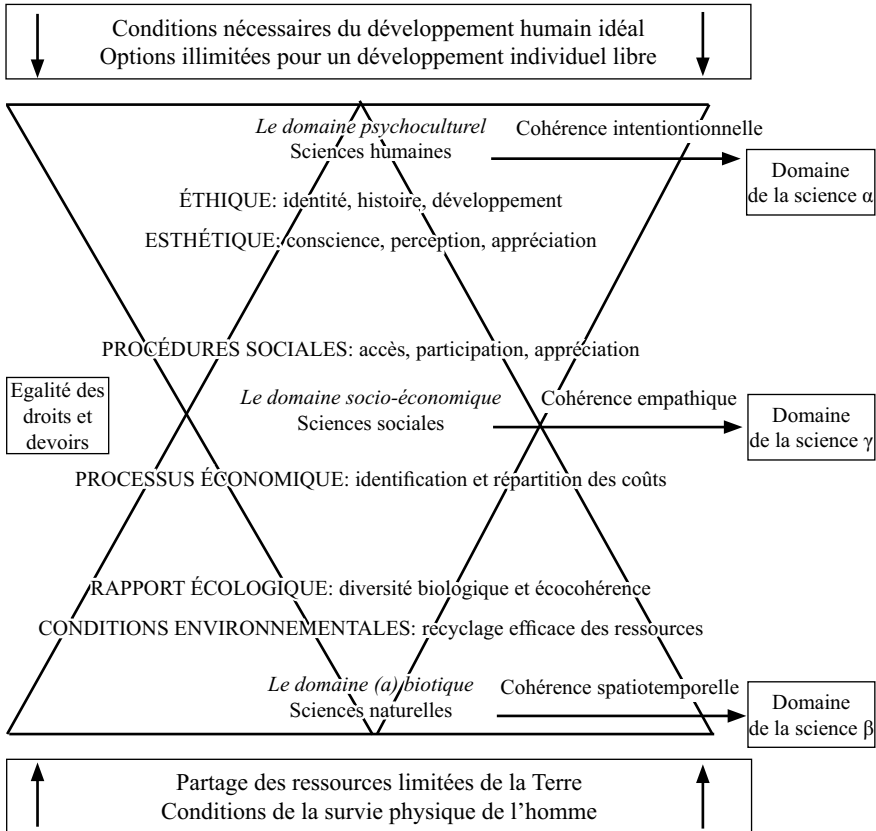 Conditions nécessaires du développement humain idéal
Options illimitées pour un développement individuel libre
Le domaine psychoculturel
Sciences humaines
Cohérence intentiontionnelle
Domaine
de la science α
ÉTHIQUE: identité, histoire, développement
ESTHÉTIQUE: conscience, perception, appréciation
PROCÉDURES SOCIALES: accès, participation, appréciation
Egalité des
droits et
devoirs
Le domaine socio-économique
Sciences sociales
Cohérence empathique
Domaine
de la science γ
PROCESSUS ÉCONOMIQUE: identification et répartition des coûts
RAPPORT ÉCOLOGIQUE: diversité biologique et écocohérence
CONDITIONS ENVIRONNEMENTALES: recyclage efficace des ressources
Le domaine (a) biotique
Sciences naturelles
Cohérence spatiotemporelle
Domaine
de la science β
Partage des ressources limitées de la Terre
Conditions de la survie physique de l'homme